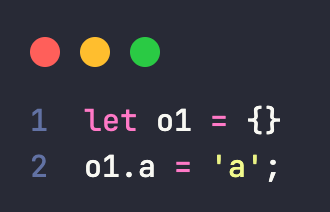 1 let o1 = {}
2 o1.a = 'a';